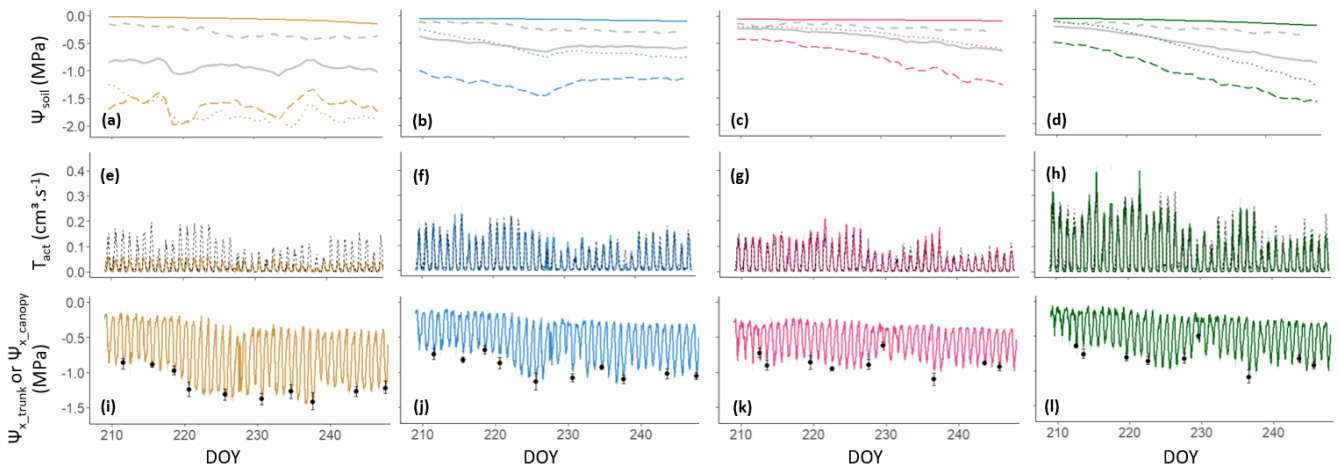 0.0
-0.5
-1.0
-1.5
-2.0
Ψsoil (MPa)
(a)
(b)
(c)
(d)
0.4
0.3
0.2
0.1
0.0
Tact (cm³.s-1)
(e)
(f)
(g)
(h)
0.0
-0.5
-1.0
-1.5
Ψx_trunk or Ψx_canopy
(MPa)
(i)
(j)
(k)
(l)
210 220 230 240
210 220 230 240
210 220 230 240
210 220 230 240
DOY
DOY
DOY
DOY